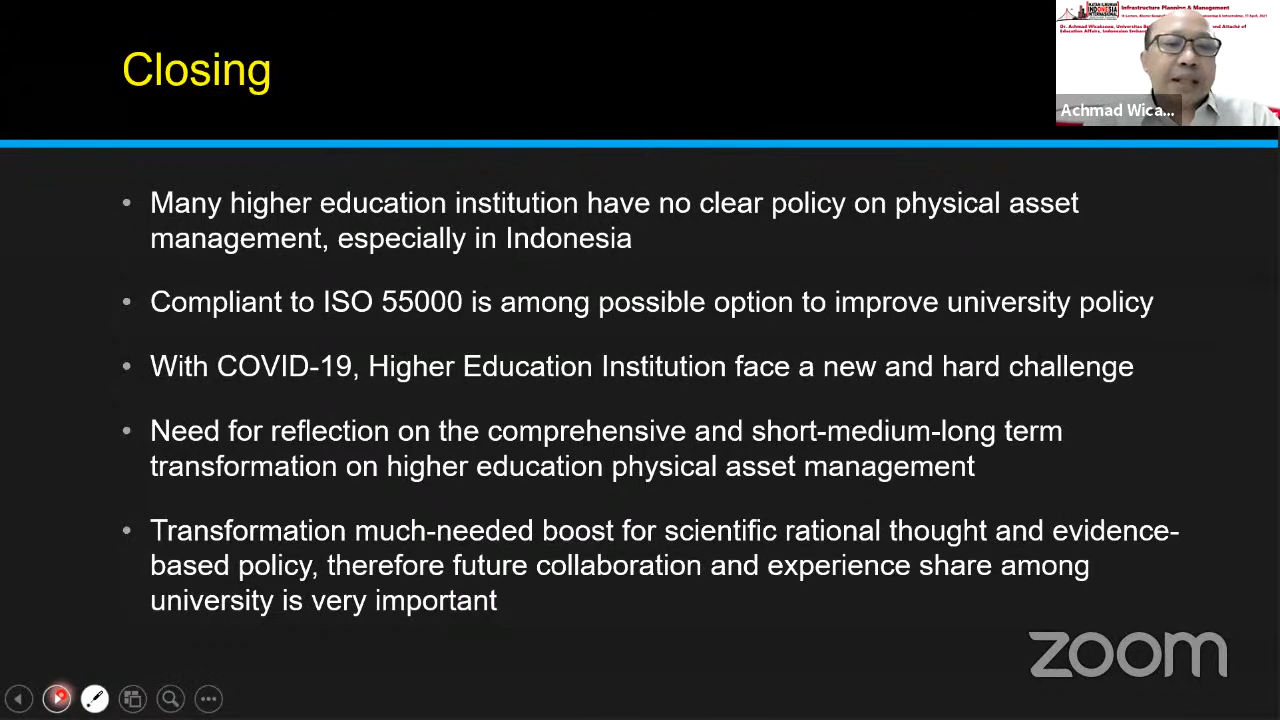 Closing
INDONESIA
Infrastructure Planning & Management
Achmad Wica...
• Many higher education institution have no clear policy on physical asset
management, especially in Indonesia
• Compliant to ISO 55000 is among possible option to improve university policy
• With COVID-19, Higher Education Institution face a new and hard challenge
• Need for reflection on the comprehensive and short-medium-long term
transformation on higher education physical asset management
• Transformation much-needed boost for scientific rational thought and evidence-
based policy, therefore future collaboration and experience share among
university is very important
zoom